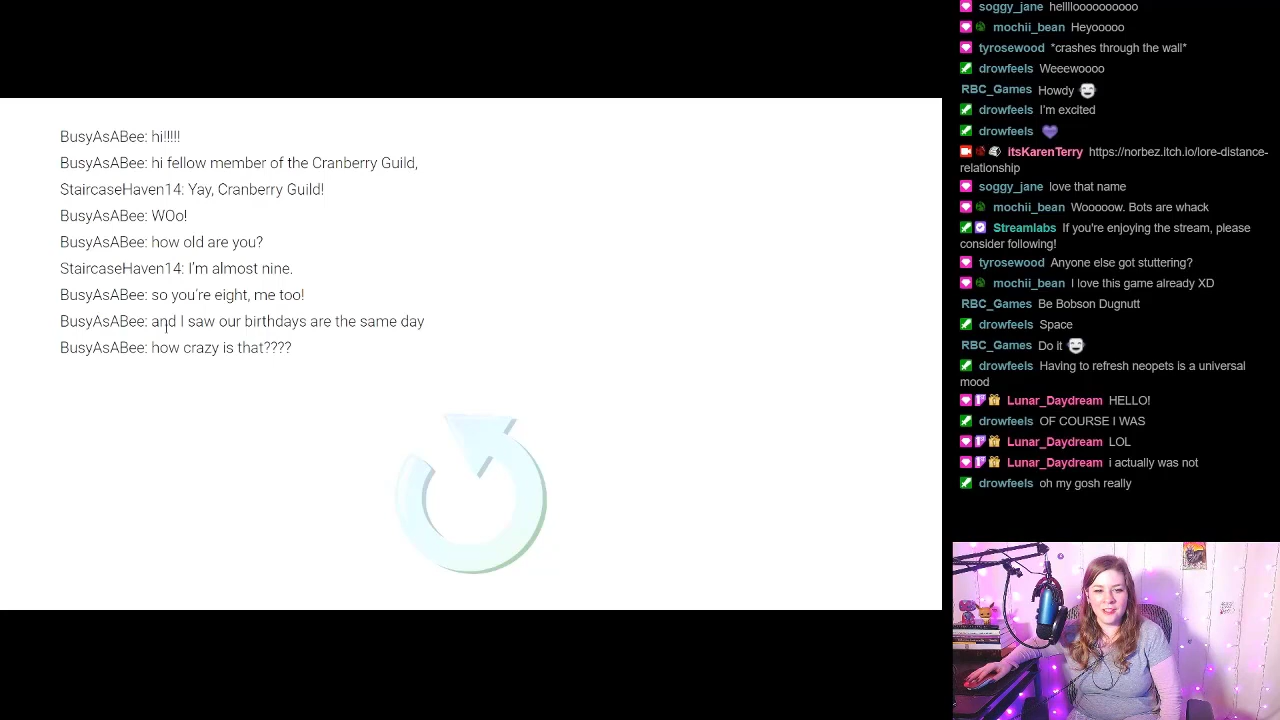 BusyAsABee: hi!!!!!
BusyAsABee: hi fellow member of the Cranberry Guild,
StaircaseHaven14: Yay, Cranberry Guild!
BusyAsABee: WOo!
BusyAsABee: how old are you?
StaircaseHaven14: I'm almost nine.
BusyAsABee: so you're eight, me too!
BusyAsABee: and I saw our birthdays are the same day
BusyAsABee: how crazy is that????
soggy_jane helllloooooooooo
mochii_bean Heyooooo
tyrosewood *crashes through the wall*
drowfeels Weeewoooo
RBC_Games Howdy
drowfeels I'm excited
drowfeels
itsKarenTerry https://norbez.itch.io/lore-distance-
relationship
soggy_jane love that name
mochii_bean Wooooow. Bots are whack
Streamlabs If you're enjoying the stream, please
consider following!
tyrosewood Anyone else got stuttering?
mochii_bean I love this game already XD
RBC_Games Be Bobson Dugnutt
drowfeels Space
RBC_Games Do it
drowfeels Having to refresh neopets is a universal
mood
Lunar_Daydream HELLO!
drowfeels OF COURSE I WAS
Lunar_Daydream LOL
Lunar_Daydream i actually was not
drowfeels oh my gosh really